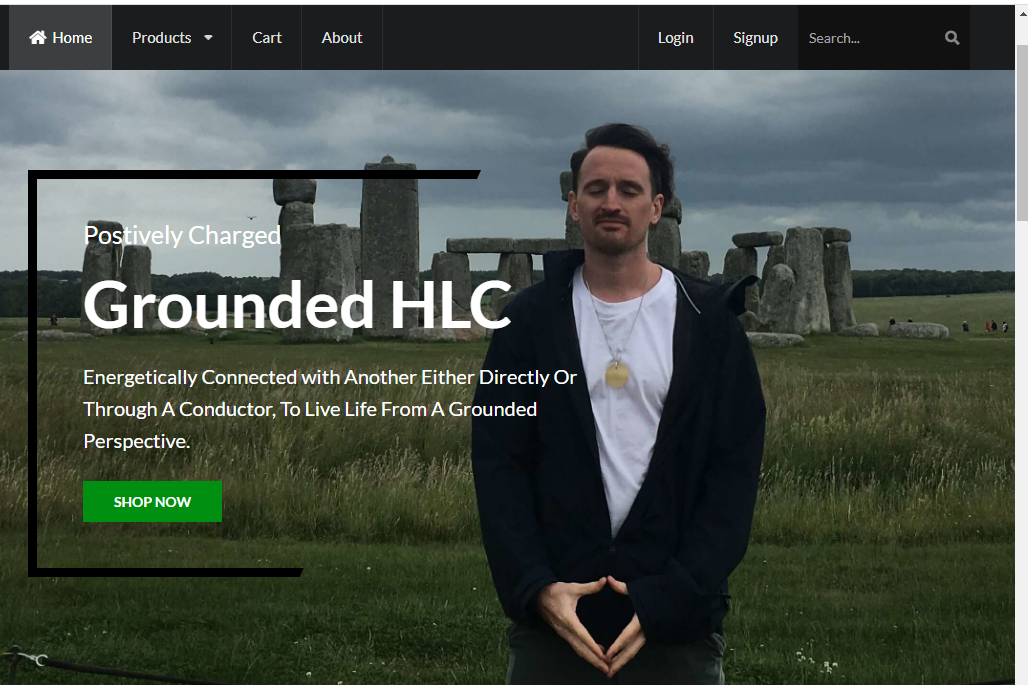 Home Products Cart About Login Signup Search...
Postively Charged
Grounded HLC
Energetically Connected with Another Either Directly Or
Through A Conductor, To Live Life From A Grounded
Perspective.
SHOP NOW